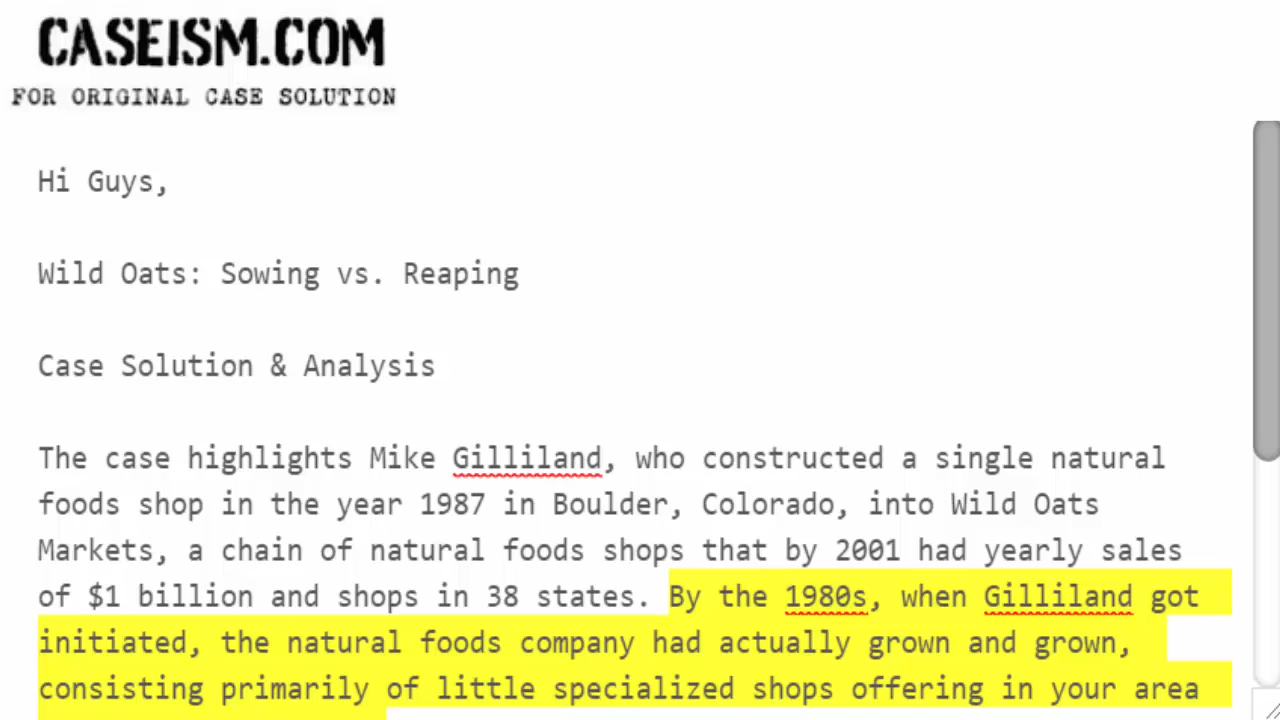 CASEISM.COM
FOR ORIGINAL CASE SOLUTION
Hi Guys,
Wild Oats: Sowing vs. Reaping
Case Solution & Analysis
The case highlights Mike Gilliland, who constructed a single natural
foods shop in the year 1987 in Boulder, Colorado, into Wild Oats
Markets, a chain of natural foods shops that by 2001 had yearly sales
of $1 billion and shops in 38 states. By the 1980s, when Gilliland got
initiated, the natural foods company had actually grown and grown,
consisting primarily of little specialized shops offering in your area